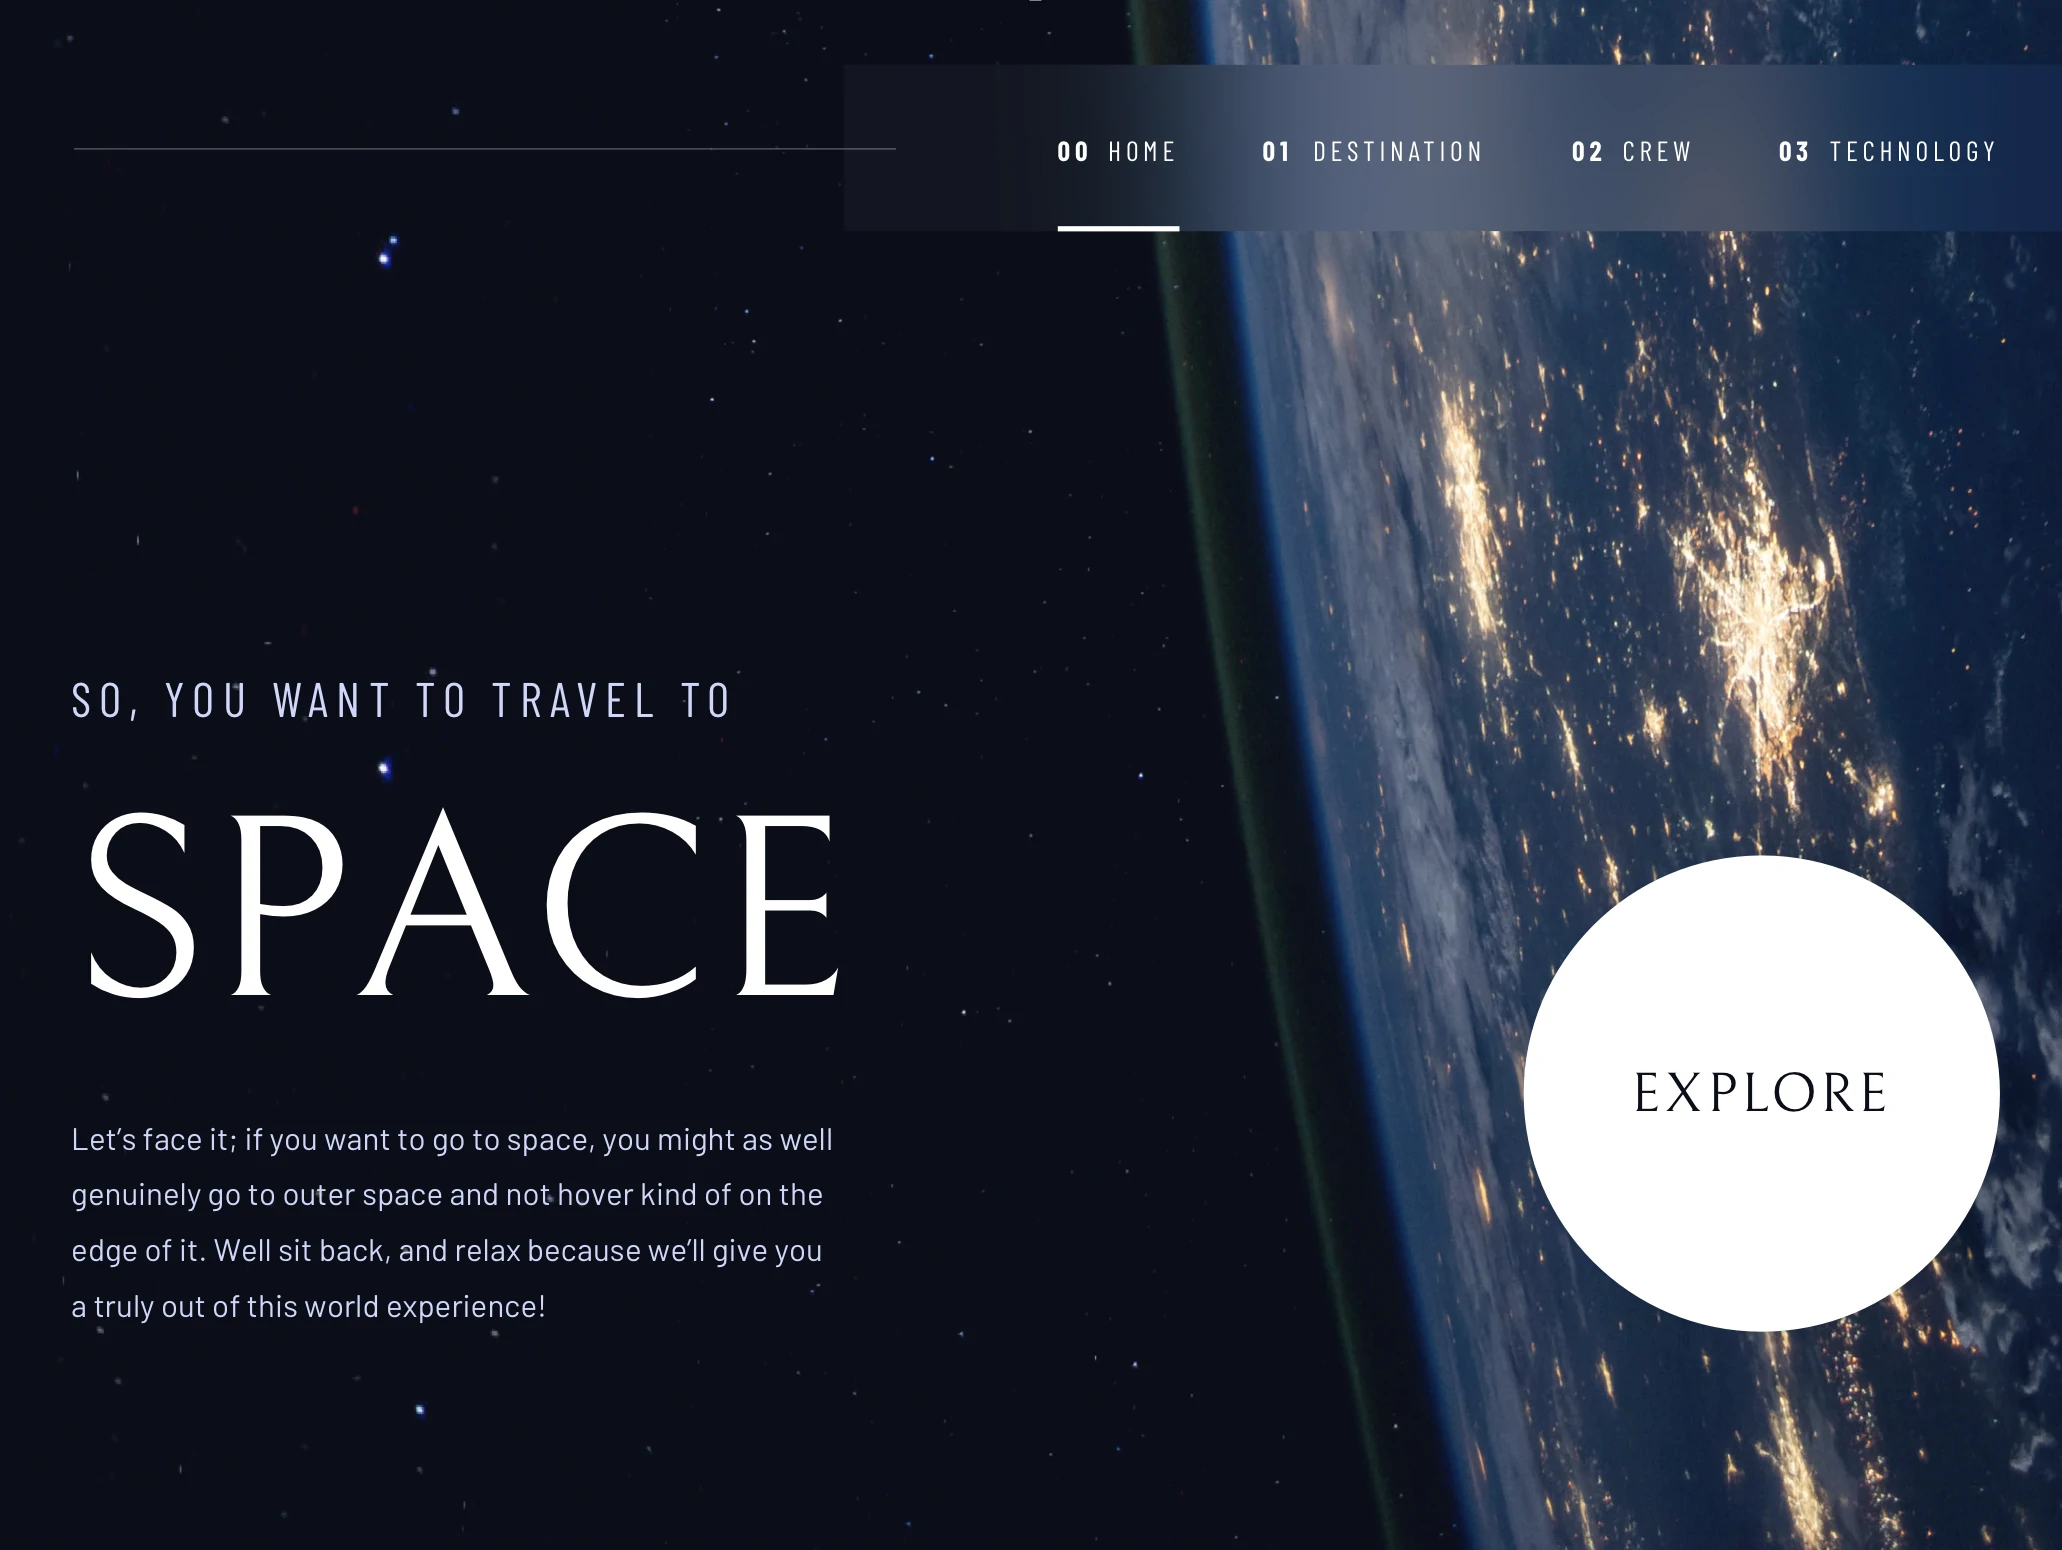 00 HOME 01 DESTINATION 02 CREW 03 TECHNOLOGY
SO, YOU WANT TO TRAVEL TO
SPACE
Let’s face it; if you want to go to space, you might as well
genuinely go to outer space and not hover kind of on the
edge of it. Well sit back, and relax because we’ll give you
a truly out of this world experience!
EXPLORE